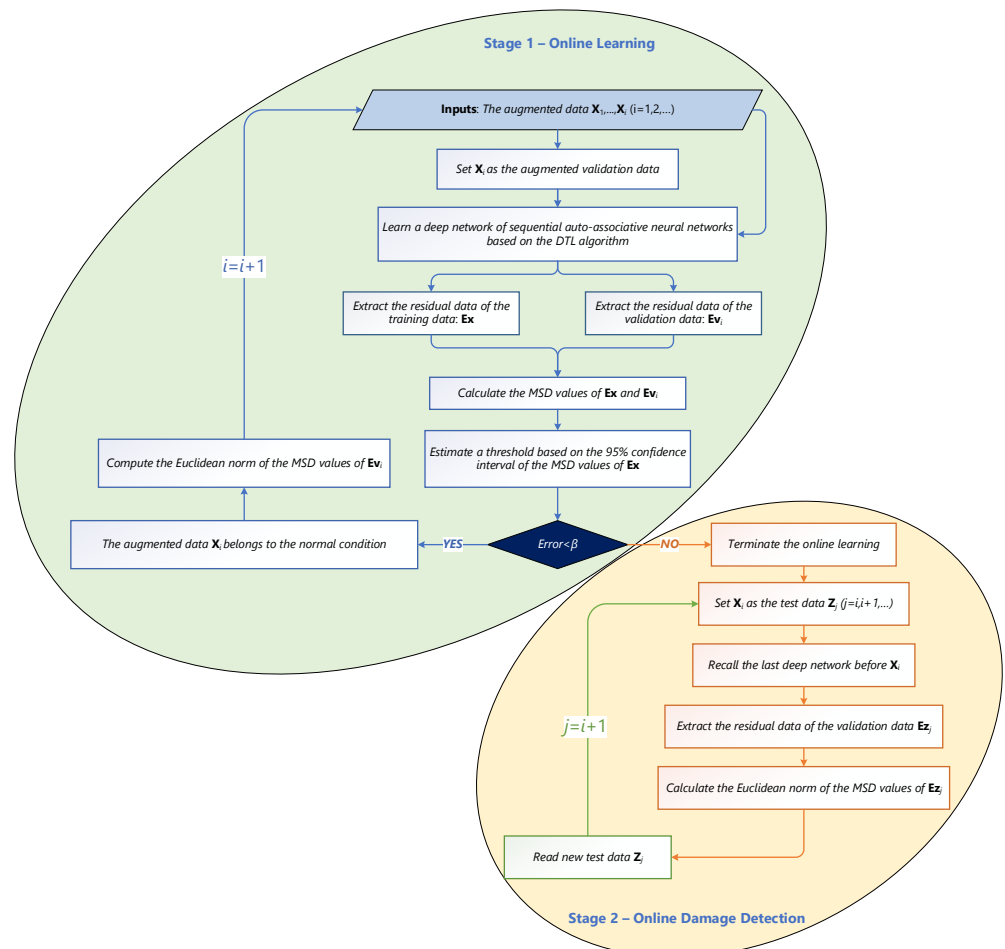 Stage 1 – Online Learning
Inputs: The augmented data X1,...,Xi (i=1,2,...)
Set Xi as the augmented validation data
Learn a deep network of sequential auto-associative neural networks
based on the DTL algorithm
i=i+1
Extract the residual data of the
training data: Ex
Extract the residual data of the
validation data: Evi
Calculate the MSD values of Ex and Evi
Estimate a threshold based on the 95% confidence
interval of the MSD values of Ex
Compute the Euclidean norm of the MSD values of Evi
The augmented data Xi belongs to the normal condition
YES
Error<β
NO
Terminate the online learning
Set Xi as the test data Zj (j=i,i+1,...)
Recall the last deep network before Xi
j=i+1
Extract the residual data of the validation data Ezj
Calculate the Euclidean norm of the MSD values of Ezj
Read new test data Zj
Stage 2 – Online Damage Detection